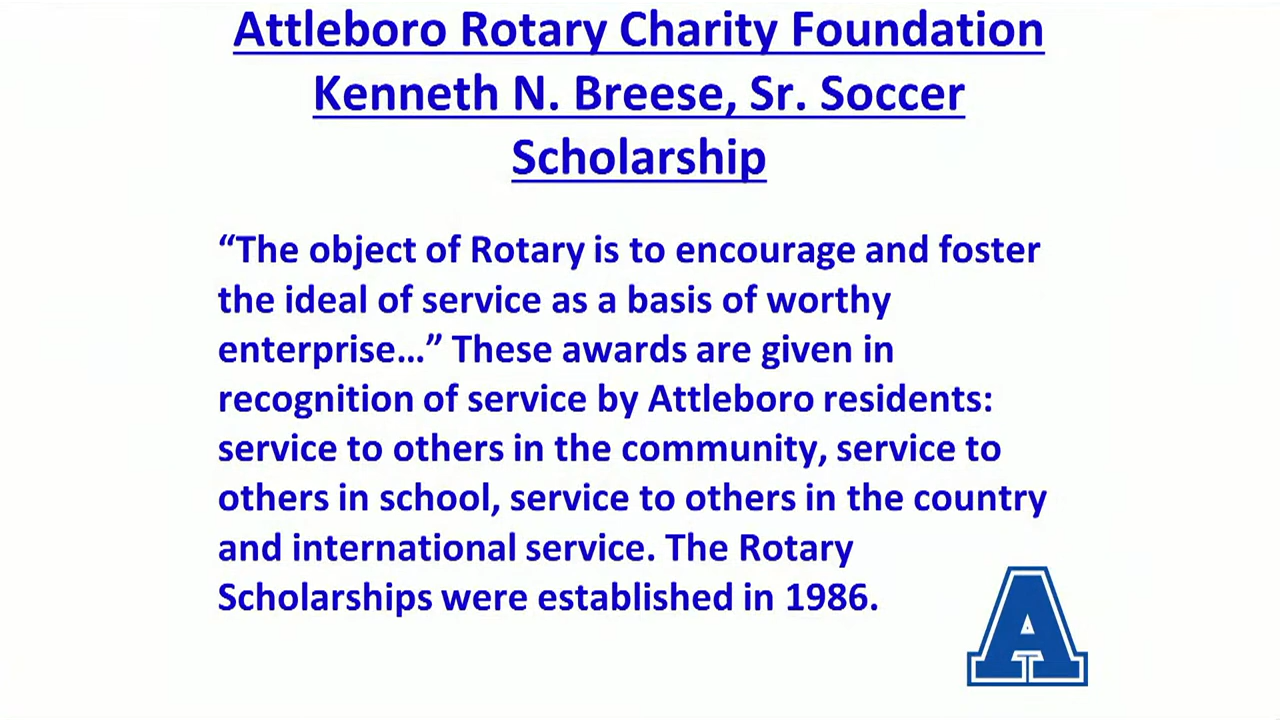 Attleboro Rotary Charity Foundation
Kenneth N. Breese, Sr. Soccer
Scholarship
“The object of Rotary is to encourage and foster
the ideal of service as a basis of worthy
enterprise…” These awards are given in
recognition of service by Attleboro residents:
service to others in the community, service to
others in school, service to others in the country
and international service. The Rotary
Scholarships were established in 1986.
A